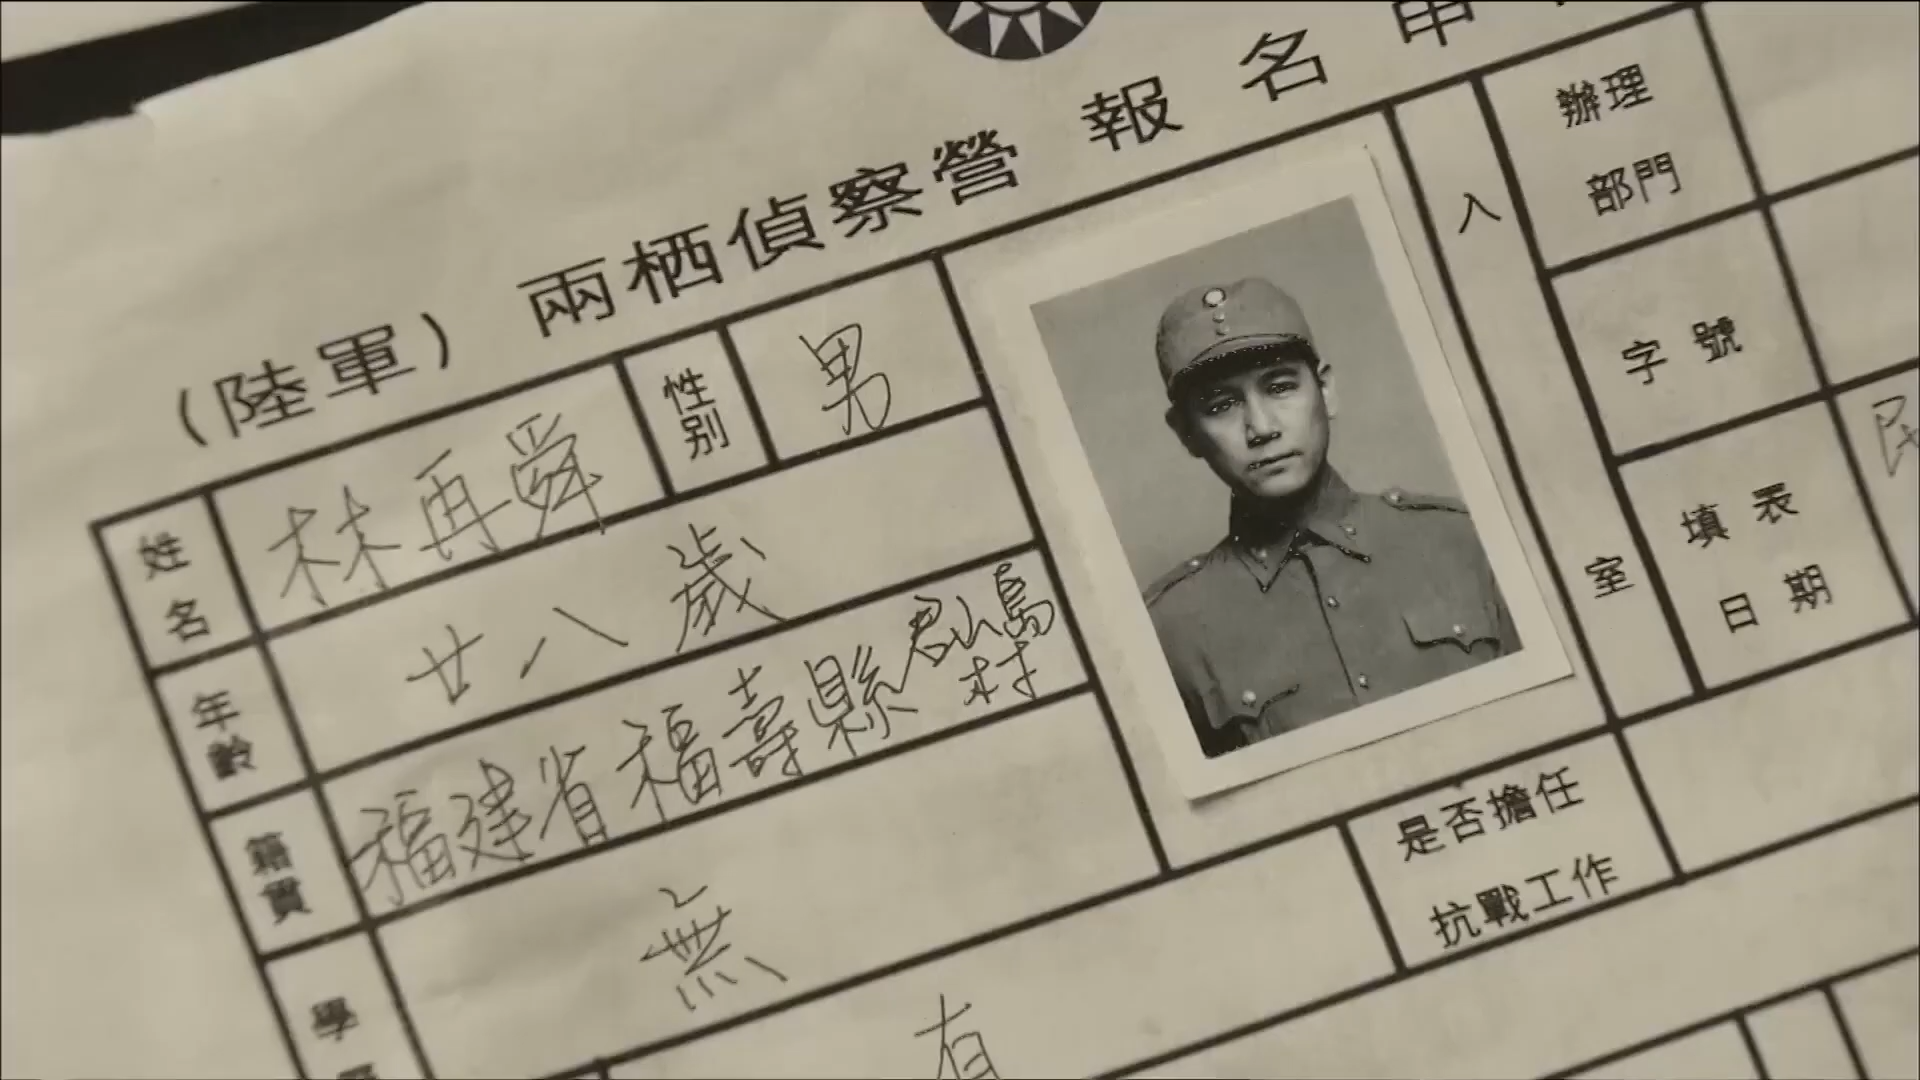 (陸軍) 兩栖偵察營 報名申
姓名 林再舜 性別 男
年齡 廿八歲
籍貫 福建省福壽縣君山島村
學 無
有
入
室
辦理部門
字號
填表日期 民
是否擔任抗戰工作